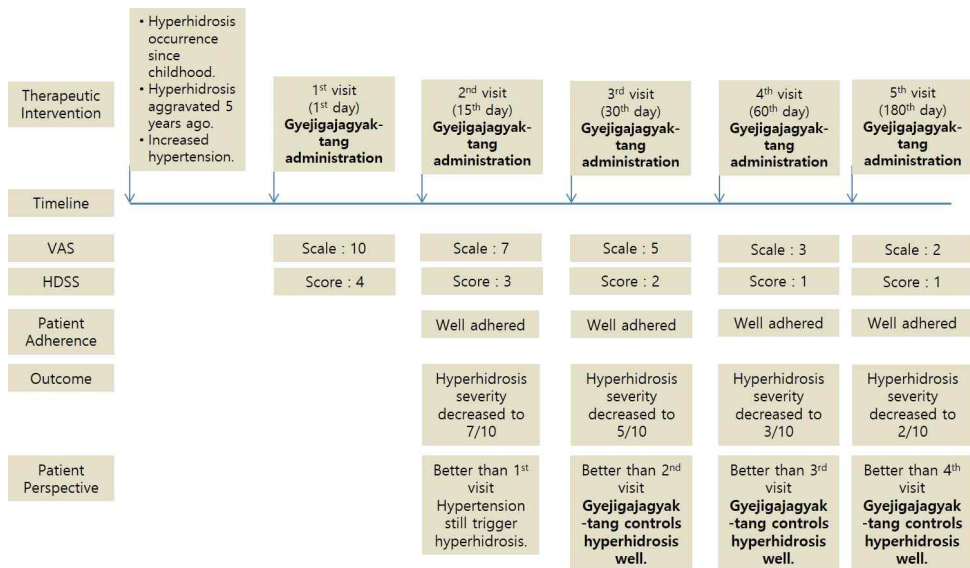 • Hyperhidrosis
occurrence
since
childhood.
• Hyperhidrosis
aggravated 5
years ago.
• Increased
hypertension.
Therapeutic
Intervention
1st visit
(1st day)
Gyejigajagyak-
tang
administration
2nd visit
(15th day)
Gyejigajagyak-
tang
administration
3rd visit
(30th day)
Gyejigajagyak-
tang
administration
4th visit
(60th day)
Gyejigajagyak-
tang
administration
5th visit
(180th day)
Gyejigajagyak-
tang
administration
Timeline
VAS
Scale : 10
Scale : 7
Scale : 5
Scale : 3
Scale : 2
HDSS
Score : 4
Score : 3
Score : 2
Score : 1
Score : 1
Patient
Adherence
Well adhered
Well adhered
Well adhered
Well adhered
Outcome
Hyperhidrosis
severity
decreased to
7/10
Hyperhidrosis
severity
decreased to
5/10
Hyperhidrosis
severity
decreased to
3/10
Hyperhidrosis
severity
decreased to
2/10
Patient
Perspective
Better than 1st
visit
Hypertension
still trigger
hyperhidrosis.
Better than 2nd
visit
Gyejigajagyak
-tang controls
hyperhidrosis
well.
Better than 3rd
visit
Gyejigajagyak
-tang controls
hyperhidrosis
well.
Better than 4th
visit
Gyejigajagyak
-tang controls
hyperhidrosis
well.